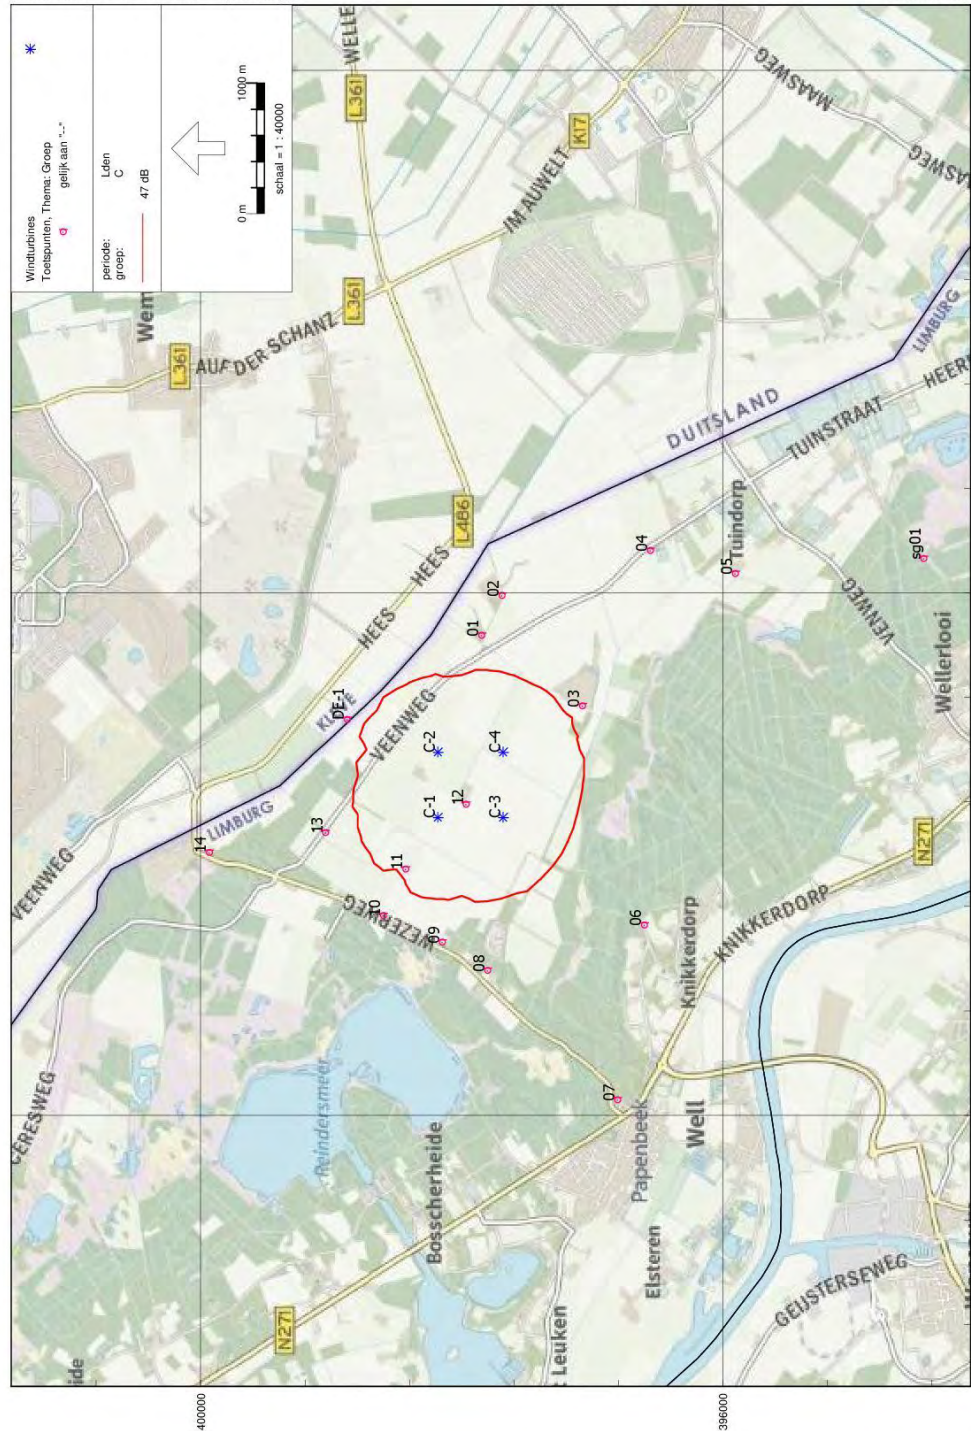 Windturbines
Toetspunten, Thema: Groep
gelijk aan "--"
periode: Lden
groep: C
47 dB
0 m 1000 m
schaal = 1 : 40000
WELLE
L361
MAASWEG
K17
AASWEG
IM AUWELT
L361
Wem
L361
AUF DER SCHANZ
LIMBURG
HEER
DUITSLAND
TUINSTRAAT
L486
HEES
HEES
04
Tuindorp
05
sg01
02
01
VENWEG
Wellerlooi
KLEVE
DE-1
VEENWEG
03
C-2
C-4
C-1
12
C-3
LIMBURG
13
14
VEENWEG
11
10
WEZERWEG
09
08
06
Knikkerdorp
KNIKKERDORP
N271
CERESWEG
Reindersmeer
07
Papenbeek
Well
Bosscherheide
Elsteren
GEIJSTERSEWEG
N271
Leuken
ide
400000
396000